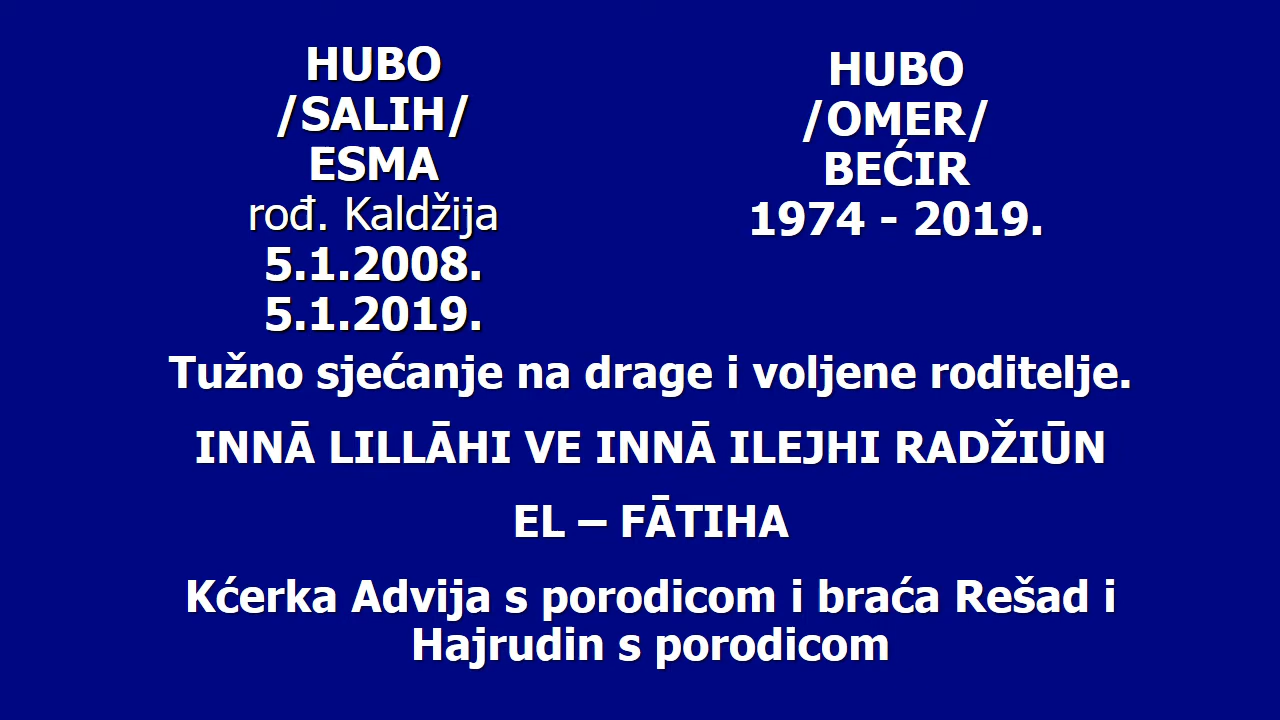 HUBO
/SALIH/
ESMA
rođ. Kaldžija
5.1.2008.
5.1.2019.
HUBO
/OMER/
BEĆIR
1974 - 2019.
Tužno sjećanje na drage i voljene roditelje.
INNĀ LILLĀHI VE INNĀ ILEJHI RADŽIŪN
EL – FĀTIHA
Kćerka Advija s porodicom i braća Rešad i
Hajrudin s porodicom